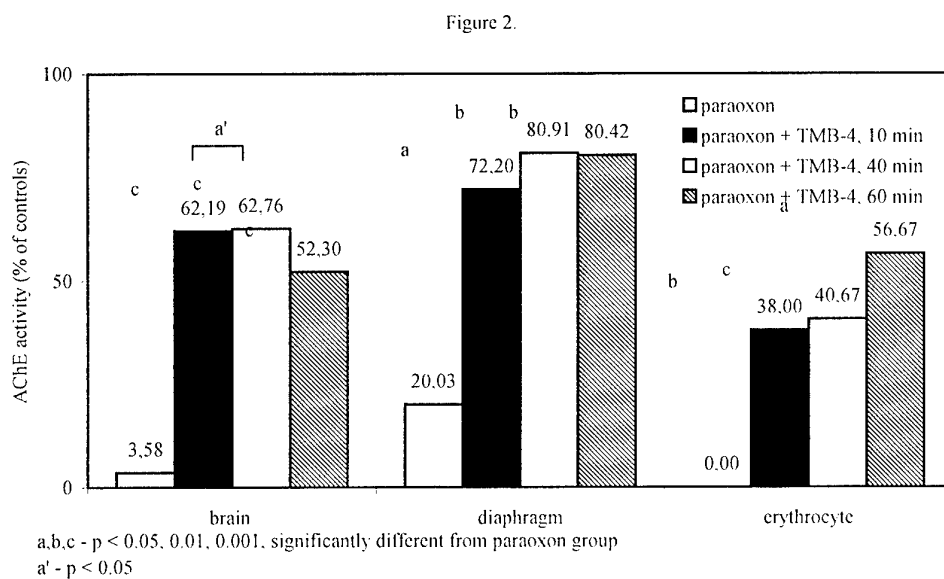 Figure 2.
100
50
0
AChE activity (% of controls)
paraoxon
paraoxon + TMB-4, 10 min
paraoxon + TMB-4, 40 min
paraoxon + TMB-4, 60 min
a'
c
c
c
3,58
62,19
62,76
52,30
a
b
b
20,03
72,20
80,91
80,42
b
c
a
0,00
38,00
40,67
56.67
brain
diaphragm
erythrocyte
a,b,c - p < 0.05, 0.01, 0.001, significantly different from paraoxon group
a' - p < 0.05